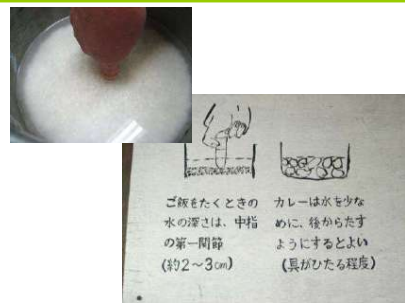 ご飯をたくときの
水の深さは、中指
の第一関節
(約2〜3cm)
カレーは水を少な
めに、後からたす
ようにするとよい
(具がひたる程度)